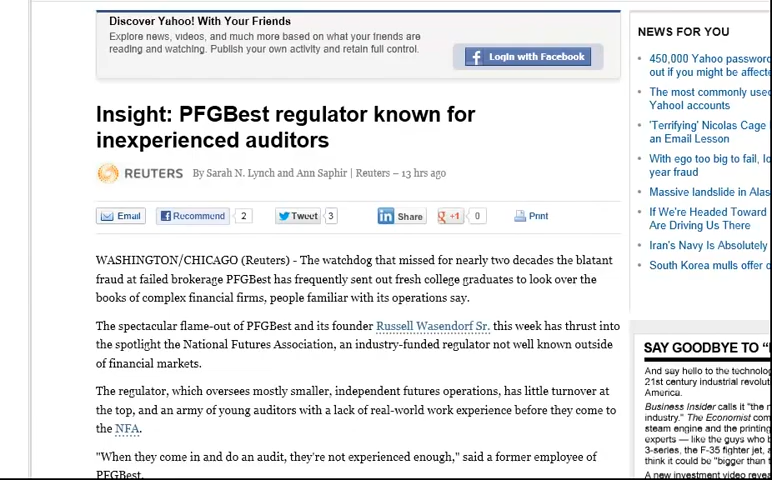 Discover Yahoo! With Your Friends
Explore news, videos, and much more based on what your friends are
reading and watching. Publish your own activity and retain full control.
Login with Facebook
Insight: PFGBest regulator known for
inexperienced auditors
REUTERS By Sarah N. Lynch and Ann Saphir | Reuters – 13 hrs ago
Email Recommend 2 Tweet 3 Share +1 0 Print
WASHINGTON/CHICAGO (Reuters) - The watchdog that missed for nearly two decades the blatant
fraud at failed brokerage PFGBest has frequently sent out fresh college graduates to look over the
books of complex financial firms, people familiar with its operations say.
The spectacular flame-out of PFGBest and its founder Russell Wasendorf Sr. this week has thrust into
the spotlight the National Futures Association, an industry-funded regulator not well known outside
of financial markets.
The regulator, which oversees mostly smaller, independent futures operations, has little turnover at
the top, and an army of young auditors with a lack of real-world work experience before they come to
the NFA.
"When they come in and do an audit, they're not experienced enough," said a former employee of
PFGBest.
NEWS FOR YOU
450,000 Yahoo password
out if you might be affecte
The most commonly used
Yahoo! accounts
'Terrifying' Nicolas Cage
an Email Lesson
With ego too big to fail, lo
year fraud
Massive landslide in Alas
If We're Headed Toward
Are Driving Us There
Iran's Navy Is Absolutely
South Korea mulls offer o
SAY GOODBYE TO "
And say hello to the technolog
21st century industrial revolut
America.
Business Insider calls it "the n
industry." The Economist com
steam engine and the printing
experts — like the guys who b
3-series, the F-35 fighter jet, a
think it could be "bigger than t
A new investment video revea